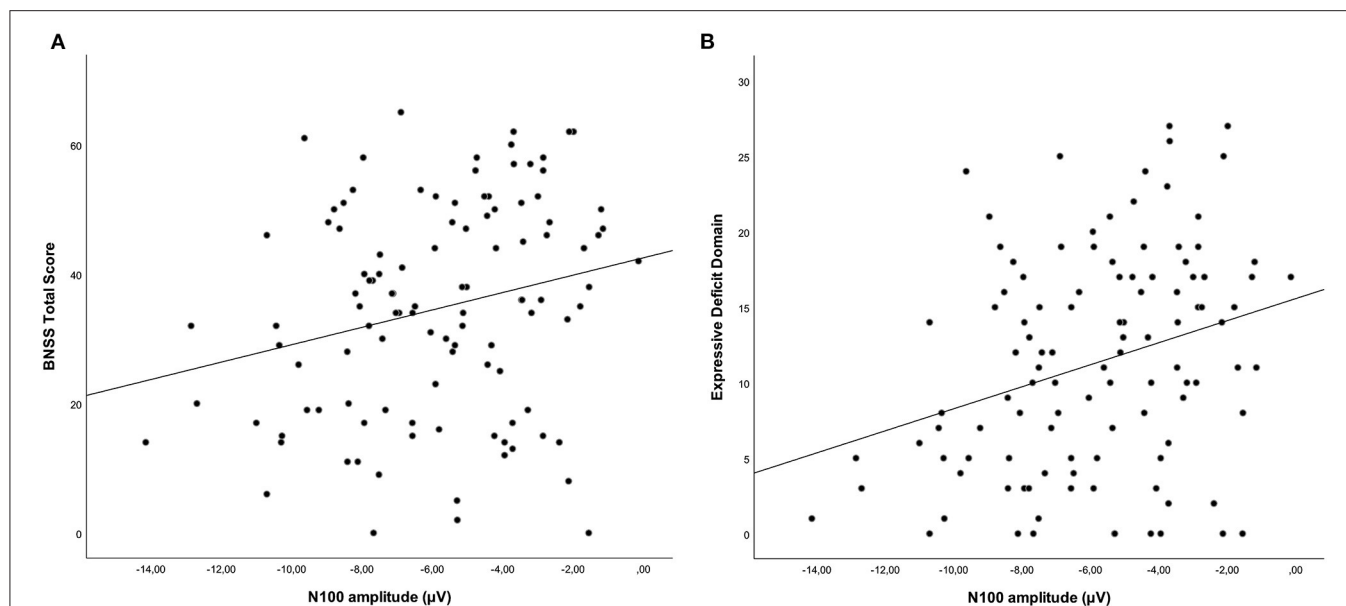 A
BNSS Total Score
60
40
20
0
-14,00 -12,00 -10,00 -8,00 -6,00 -4,00 -2,00 ,00
N100 amplitude (µV)
B
Expressive Deficit Domain
30
25
20
15
10
5
0
-14,00 -12,00 -10,00 -8,00 -6,00 -4,00 -2,00 ,00
N100 amplitude (µV)